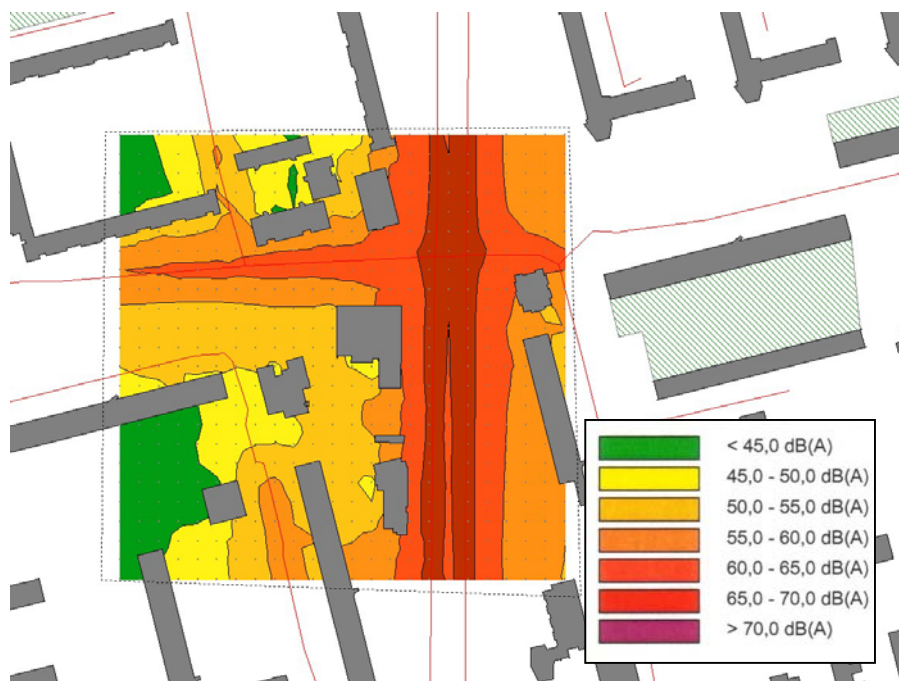 < 45,0 dB(A)
45,0 - 50,0 dB(A)
50,0 - 55,0 dB(A)
55,0 - 60,0 dB(A)
60,0 - 65,0 dB(A)
65,0 - 70,0 dB(A)
> 70,0 dB(A)